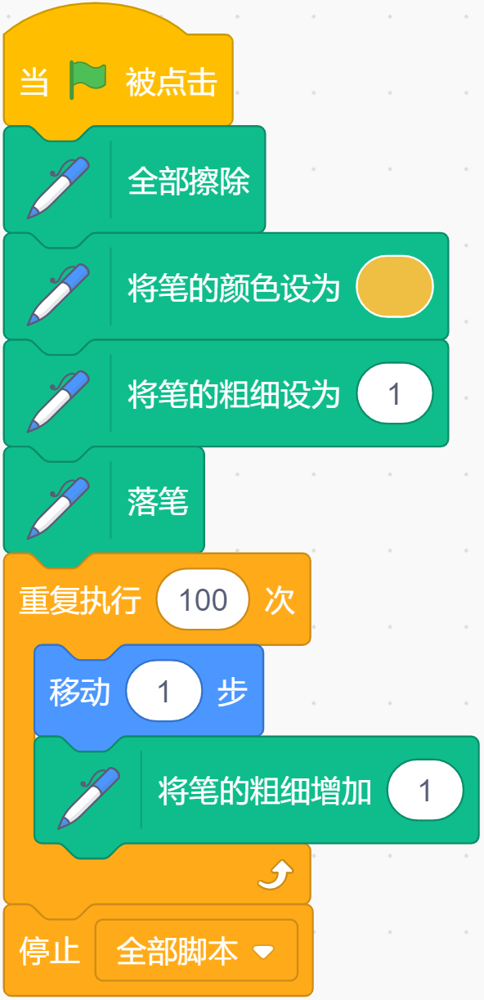 当 被点击
全部擦除
将笔的颜色设为
将笔的粗细设为 1
落笔
重复执行 100 次
移动 1 步
将笔的粗细增加 1
停止 全部脚本